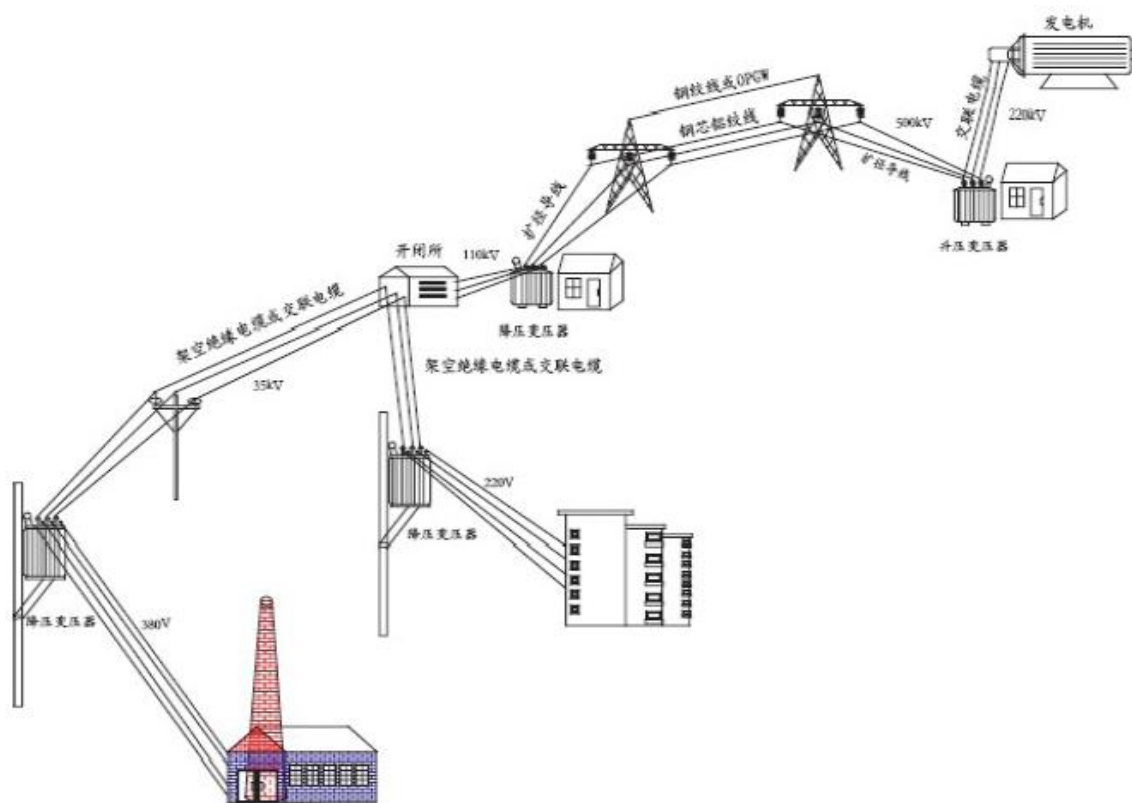 发电机
钢绞线或OPGW
钢芯铝绞线
500kV
交联电缆
220kV
扩径导线
扩径导线
升压变压器
开闭所
110kV
降压变压器
架空绝缘电缆或交联电缆
35kV
架空绝缘电缆或交联电缆
220V
降压变压器
降压变压器
380V